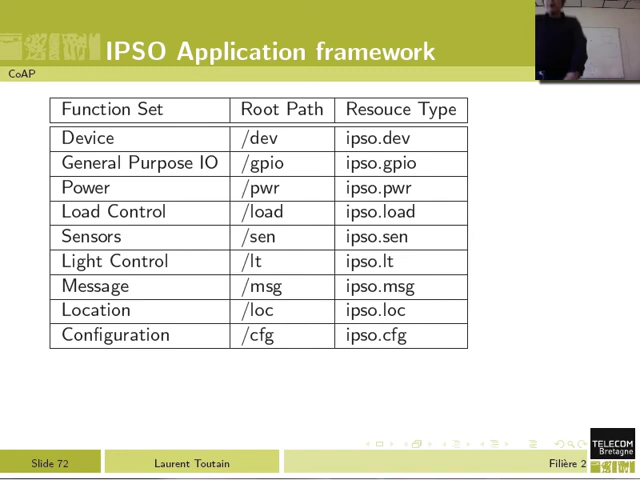 IPSO Application framework
CoAP
Function Set Root Path Resouce Type
Device /dev ipso.dev
General Purpose IO /gpio ipso.gpio
Power /pwr ipso.pwr
Load Control /load ipso.load
Sensors /sen ipso.sen
Light Control /lt ipso.lt
Message /msg ipso.msg
Location /loc ipso.loc
Configuration /cfg ipso.cfg
TELECOM
Bretagne
Slide 72 Laurent Toutain Filière 2